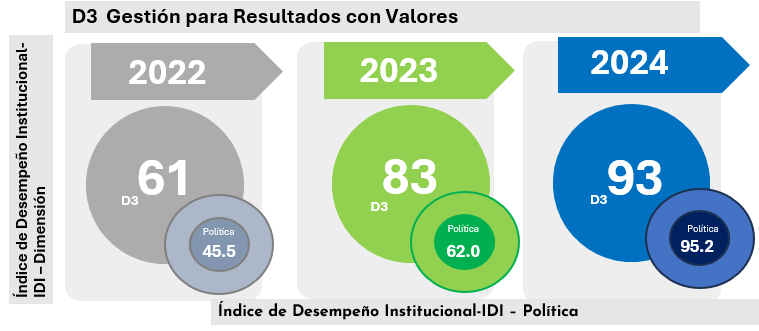 D3 Gestión para Resultados con Valores
Índice de Desempeño Institucional-
IDI – Dimensión
2022
61
D3
Política
45.5
2023
83
D3
Política
62.0
2024
93
D3
Política
95.2
Índice de Desempeño Institucional-IDI – Política